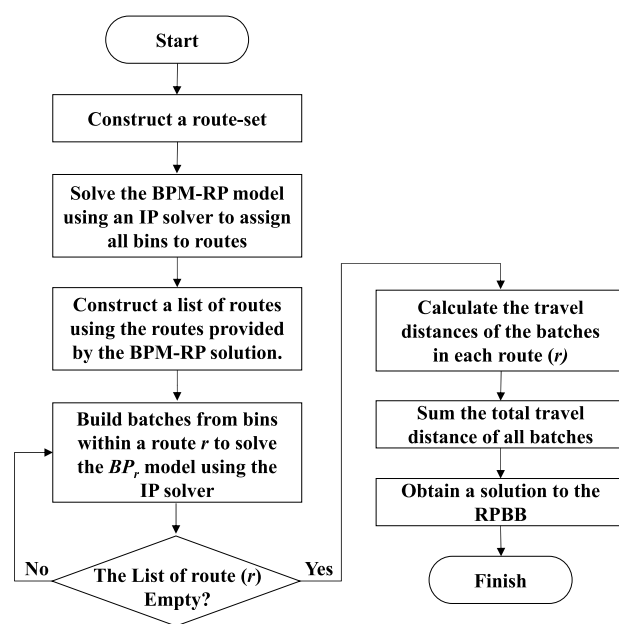 Start
Construct a route-set
Solve the BPM-RP model
using an IP solver to assign
all bins to routes
Construct a list of routes
using the routes provided
by the BPM-RP solution.
Build batches from bins
within a route r to solve
the BPr model using the
IP solver
No
The List of route (r)
Empty?
Yes
Calculate the travel
distances of the batches
in each route (r)
Sum the total travel
distance of all batches
Obtain a solution to the
RPBB
Finish